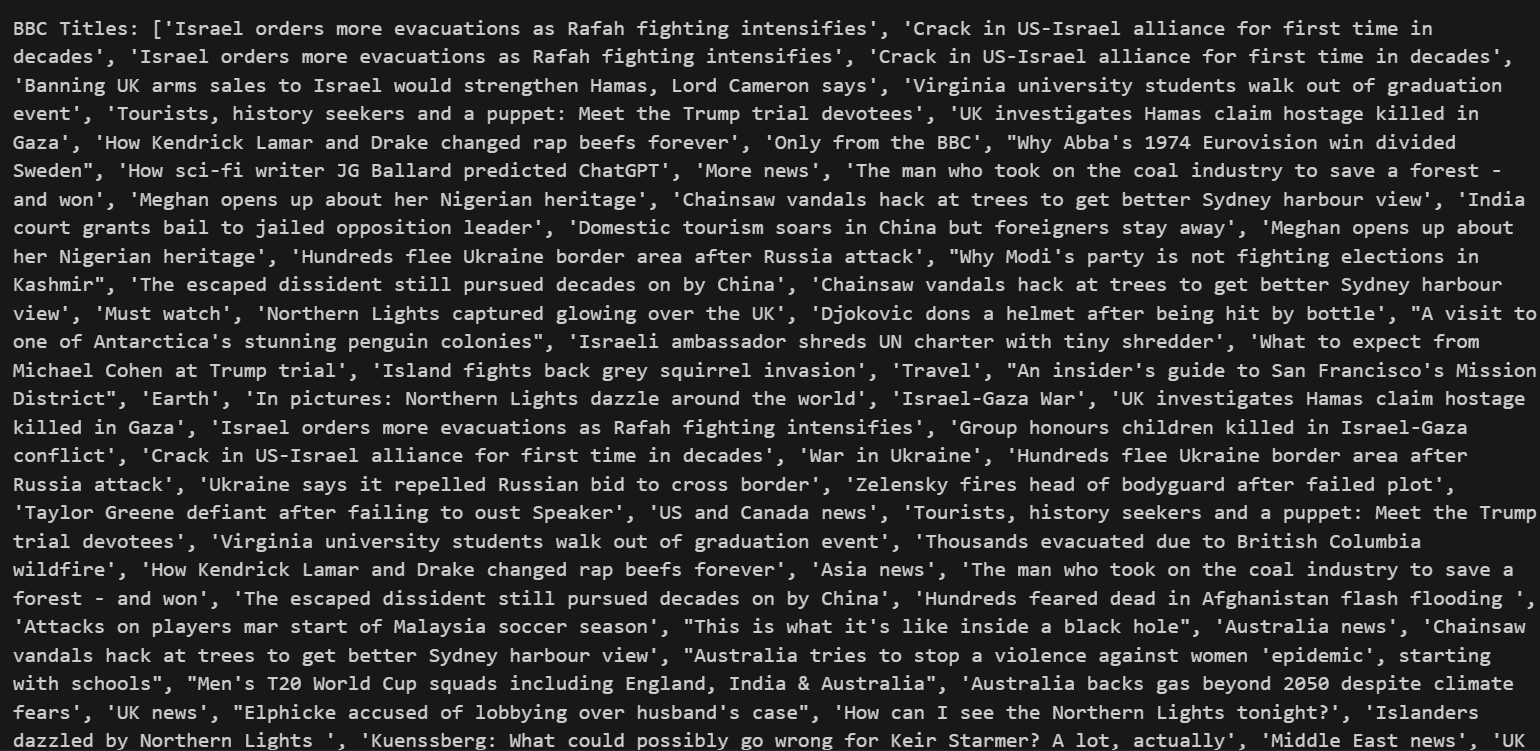 BBC Titles: ['Israel orders more evacuations as Rafah fighting intensifies', 'Crack in US-Israel alliance for first time in
decades', 'Israel orders more evacuations as Rafah fighting intensifies', 'Crack in US-Israel alliance for first time in decades',
'Banning UK arms sales to Israel would strengthen Hamas, Lord Cameron says', 'Virginia university students walk out of graduation
event', 'Tourists, history seekers and a puppet: Meet the Trump trial devotees', 'UK investigates Hamas claim hostage killed in
Gaza', 'How Kendrick Lamar and Drake changed rap beefs forever', 'Only from the BBC', "Why Abba's 1974 Eurovision win divided
Sweden", 'How sci-fi writer JG Ballard predicted ChatGPT', 'More news', 'The man who took on the coal industry to save a forest -
and won', 'Meghan opens up about her Nigerian heritage', 'Chainsaw vandals hack at trees to get better Sydney harbour view', 'India
court grants bail to jailed opposition leader', 'Domestic tourism soars in China but foreigners stay away', 'Meghan opens up about
her Nigerian heritage', 'Hundreds flee Ukraine border area after Russia attack', "Why Modi's party is not fighting elections in
Kashmir", 'The escaped dissident still pursued decades on by China', 'Chainsaw vandals hack at trees to get better Sydney harbour
view', 'Must watch', 'Northern Lights captured glowing over the UK', 'Djokovic dons a helmet after being hit by bottle', "A visit to
one of Antarctica's stunning penguin colonies", 'Israeli ambassador shreds UN charter with tiny shredder', 'What to expect from
Michael Cohen at Trump trial', 'Island fights back grey squirrel invasion', 'Travel', "An insider's guide to San Francisco's Mission
District", 'Earth', 'In pictures: Northern Lights dazzle around the world', 'Israel-Gaza War', 'UK investigates Hamas claim hostage
killed in Gaza', 'Israel orders more evacuations as Rafah fighting intensifies', 'Group honours children killed in Israel-Gaza
conflict', 'Crack in US-Israel alliance for first time in decades', 'War in Ukraine', 'Hundreds flee Ukraine border area after
Russia attack', 'Ukraine says it repelled Russian bid to cross border', 'Zelensky fires head of bodyguard after failed plot',
'Taylor Greene defiant after failing to oust Speaker', 'US and Canada news', 'Tourists, history seekers and a puppet: Meet the Trump
trial devotees', 'Virginia university students walk out of graduation event', 'Thousands evacuated due to British Columbia
wildfire', 'How Kendrick Lamar and Drake changed rap beefs forever', 'Asia news', 'The man who took on the coal industry to save a
forest - and won', 'The escaped dissident still pursued decades on by China', 'Hundreds feared dead in Afghanistan flash flooding ',
'Attacks on players mar start of Malaysia soccer season', "This is what it's like inside a black hole", 'Australia news', 'Chainsaw
vandals hack at trees to get better Sydney harbour view', "Australia tries to stop a violence against women 'epidemic', starting
with schools", "Men's T20 World Cup squads including England, India & Australia", 'Australia backs gas beyond 2050 despite climate
fears', 'UK news', "Elphicke accused of lobbying over husband's case", 'How can I see the Northern Lights tonight?', 'Islanders
dazzled by Northern Lights ', 'Kuenssberg: What could possibly go wrong for Keir Starmer? A lot, actually', 'Middle East news', 'UK